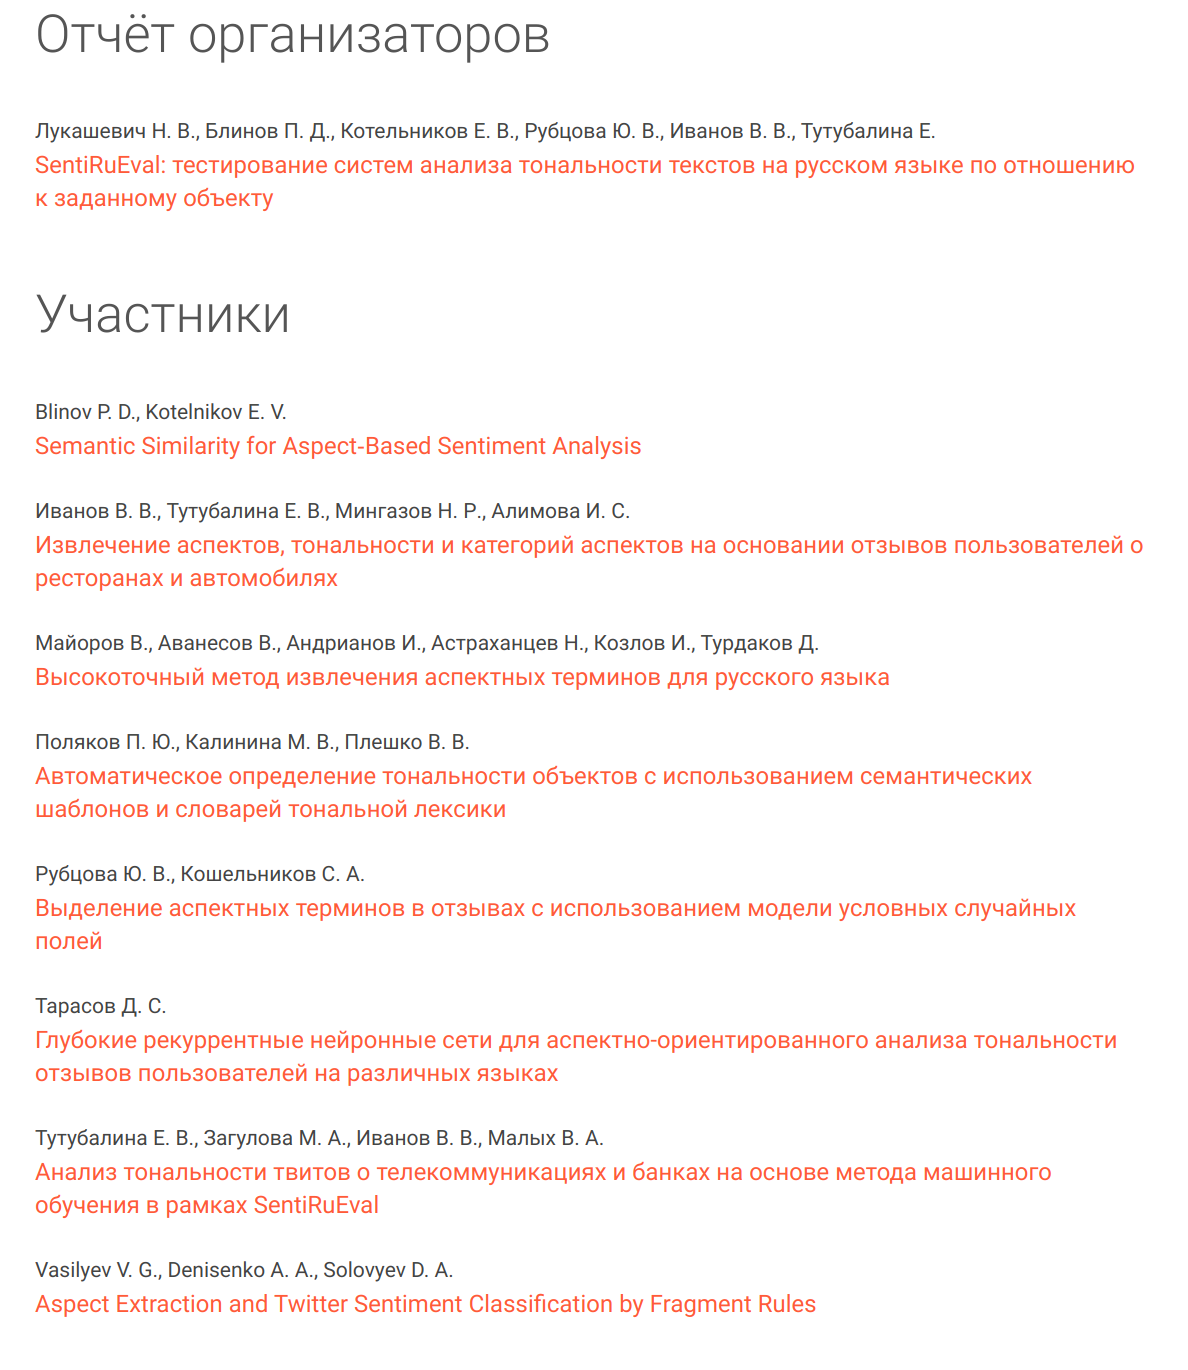 Отчёт организаторов
Лукашевич Н. В., Блинов П. Д., Котельников Е. В., Рубцова Ю. В., Иванов В. В., Тутубалина Е.
SentiRuEval: тестирование систем анализа тональности текстов на русском языке по отношению
к заданному объекту
Участники
Blinov P. D., Kotelnikov E. V.
Semantic Similarity for Aspect-Based Sentiment Analysis
Иванов В. В., Тутубалина Е. В., Мингазов Н. Р., Алимова И. С.
Извлечение аспектов, тональности и категорий аспектов на основании отзывов пользователей о
ресторанах и автомобилях
Майоров В., Аванесов В., Андрианов И., Астраханцев Н., Козлов И., Турдаков Д.
Высокоточный метод извлечения аспектных терминов для русского языка
Поляков П. Ю., Калинина М. В., Плешко В. В.
Автоматическое определение тональности объектов с использованием семантических
шаблонов и словарей тональной лексики
Рубцова Ю. В., Кошельников С. А.
Выделение аспектных терминов в отзывах с использованием модели условных случайных
полей
Тарасов Д. С.
Глубокие рекуррентные нейронные сети для аспектно-ориентированного анализа тональности
отзывов пользователей на различных языках
Тутубалина Е. В., Загулова М. А., Иванов В. В., Малых В. А.
Анализ тональности твитов о телекоммуникациях и банках на основе метода машинного
обучения в рамках SentiRuEval
Vasilyev V. G., Denisenko A. A., Solovyev D. A.
Aspect Extraction and Twitter Sentiment Classification by Fragment Rules